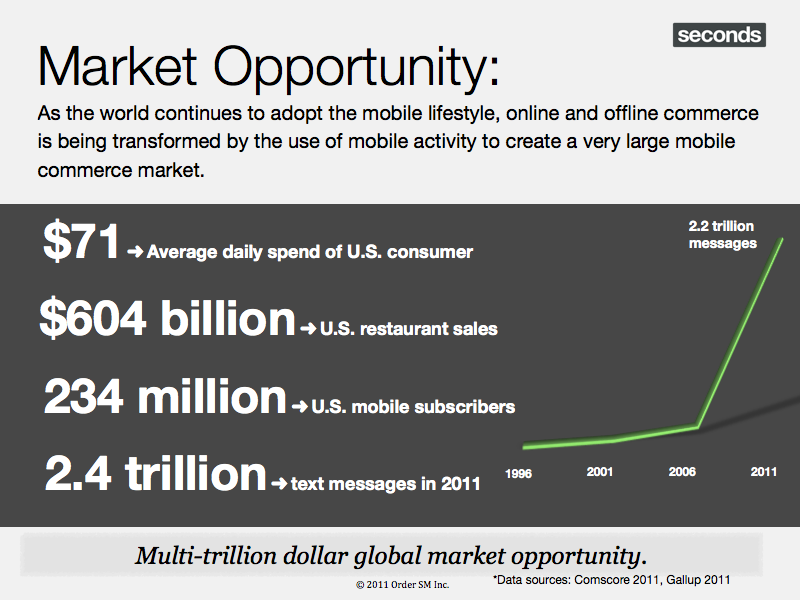 seconds
Market Opportunity:
As the world continues to adopt the mobile lifestyle, online and offline commerce
is being transformed by the use of mobile activity to create a very large mobile
commerce market.
$71 ➔ Average daily spend of U.S. consumer
$604 billion ➔ U.S. restaurant sales
234 million ➔ U.S. mobile subscribers
2.4 trillion ➔ text messages in 2011
2.2 trillion
messages
1996 2001 2006 2011
Multi-trillion dollar global market opportunity.
© 2011 Order SM Inc.
*Data sources: Comscore 2011, Gallup 2011